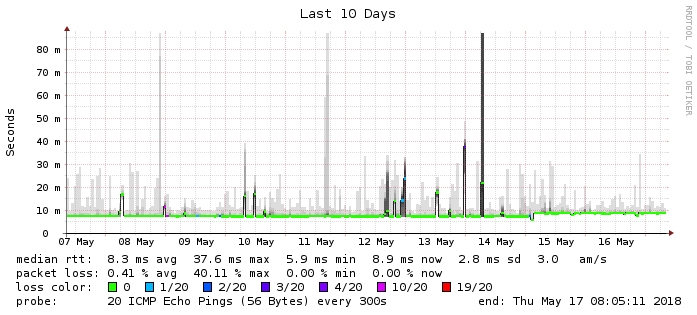 Last 10 Days
RRDTOOL / TOBI OETIKER
Seconds
80 m
70 m
60 m
50 m
40 m
30 m
20 m
10 m
0
07 May 08 May 09 May 10 May 11 May 12 May 13 May 14 May 15 May 16 May
median rtt: 8.3 ms avg 37.6 ms max 5.9 ms min 8.9 ms now 2.8 ms sd 3.0 am/s
packet loss: 0.41 % avg 40.11 % max 0.00 % min 0.00 % now
loss color: 0 1/20 2/20 3/20 4/20 10/20 19/20
probe: 20 ICMP Echo Pings (56 Bytes) every 300s end: Thu May 17 08:05:11 2018